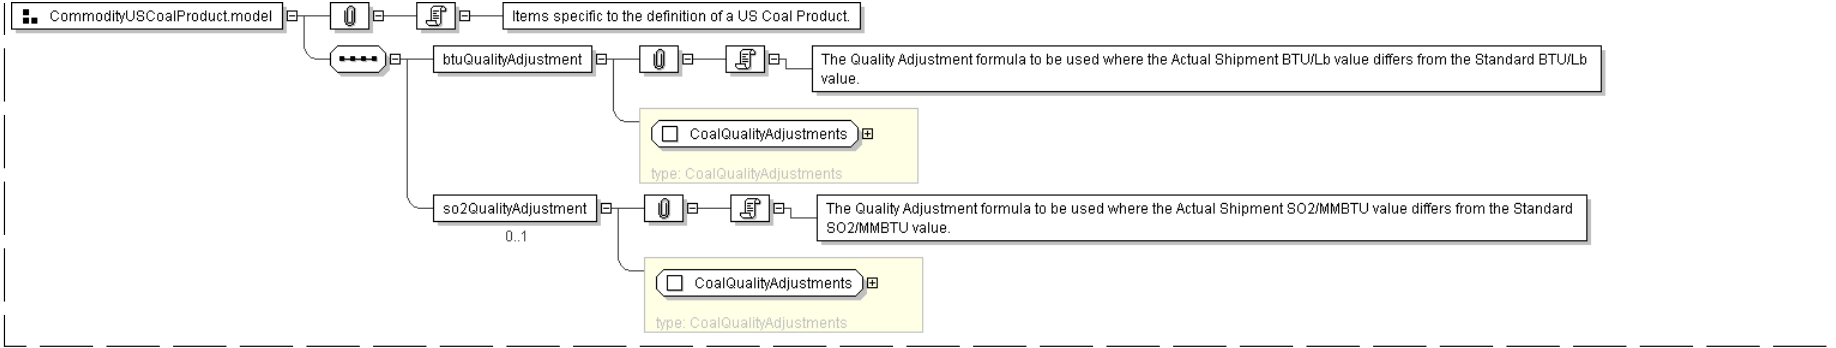 CommodityUSCoalProduct.model
Items specific to the definition of a US Coal Product.
btuQualityAdjustment
The Quality Adjustment formula to be used where the Actual Shipment BTU/Lb value differs from the Standard BTU/Lb
value.
CoalQualityAdjustments
type: CoalQualityAdjustments
so2QualityAdjustment
0..1
The Quality Adjustment formula to be used where the Actual Shipment SO2/MMBTU value differs from the Standard
SO2/MMBTU value.
CoalQualityAdjustments
type: CoalQualityAdjustments